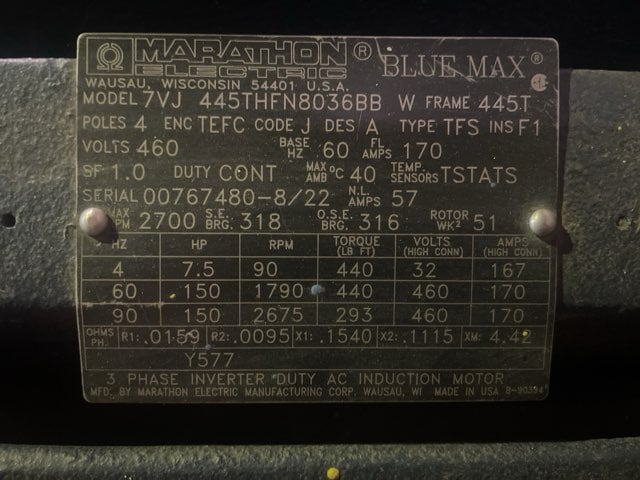 MARATHON® BLUE MAX®
ELECTRIC
WAUSAU, WISCONSIN 54401 U.S.A.
MODEL 7VJ 445THFN8036BB W FRAME 445T
POLES 4 ENC TEFC CODE J DES A TYPE TFS INS F1
VOLTS 460 BASE HZ 60 FL AMPS 170
SF 1.0 DUTY CONT MAX AMB °C 40 TEMP. SENSORS TSTATS
SERIAL 00767480-8/22 N.L. AMPS 57
MAX RPM 2700 S.E. BRG. 318 O.S.E. BRG. 316 ROTOR WK² 51
HZ HP RPM TORQUE (LB FT) VOLTS (HIGH CONN) AMPS (HIGH CONN)
4 7.5 90 440 32 167
60 150 1790 440 460 170
90 150 2675 293 460 170
OHMS PH. R1: .0159 R2: .0095 X1: .1540 X2: .1115 XM: 4.42
Y577
3 PHASE INVERTER DUTY AC INDUCTION MOTOR
MFD. BY MARATHON ELECTRIC MANUFACTURING CORP. WAUSAU, WI MADE IN USA